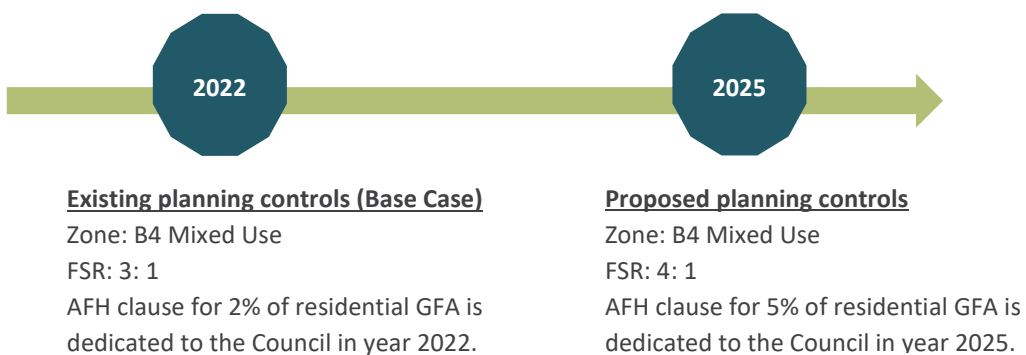 2022
2025
Existing planning controls (Base Case)
Zone: B4 Mixed Use
FSR: 3: 1
AFH clause for 2% of residential GFA is
dedicated to the Council in year 2022.
Proposed planning controls
Zone: B4 Mixed Use
FSR: 4: 1
AFH clause for 5% of residential GFA is
dedicated to the Council in year 2025.